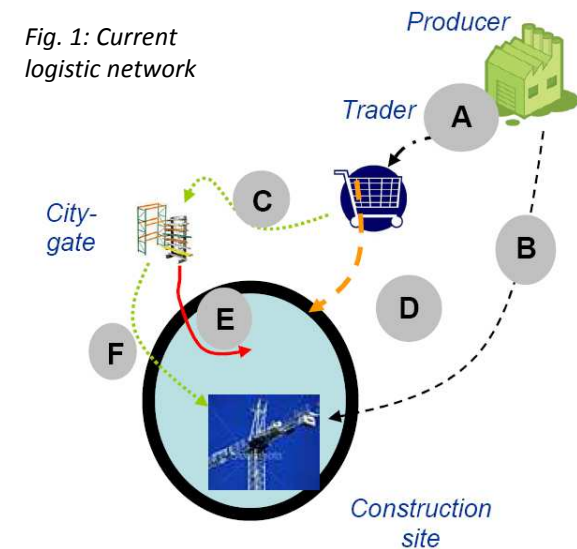 Fig. 1: Current
logistic network
Producer
Trader
A
C
City-
gate
B
E
D
F
Construction
site